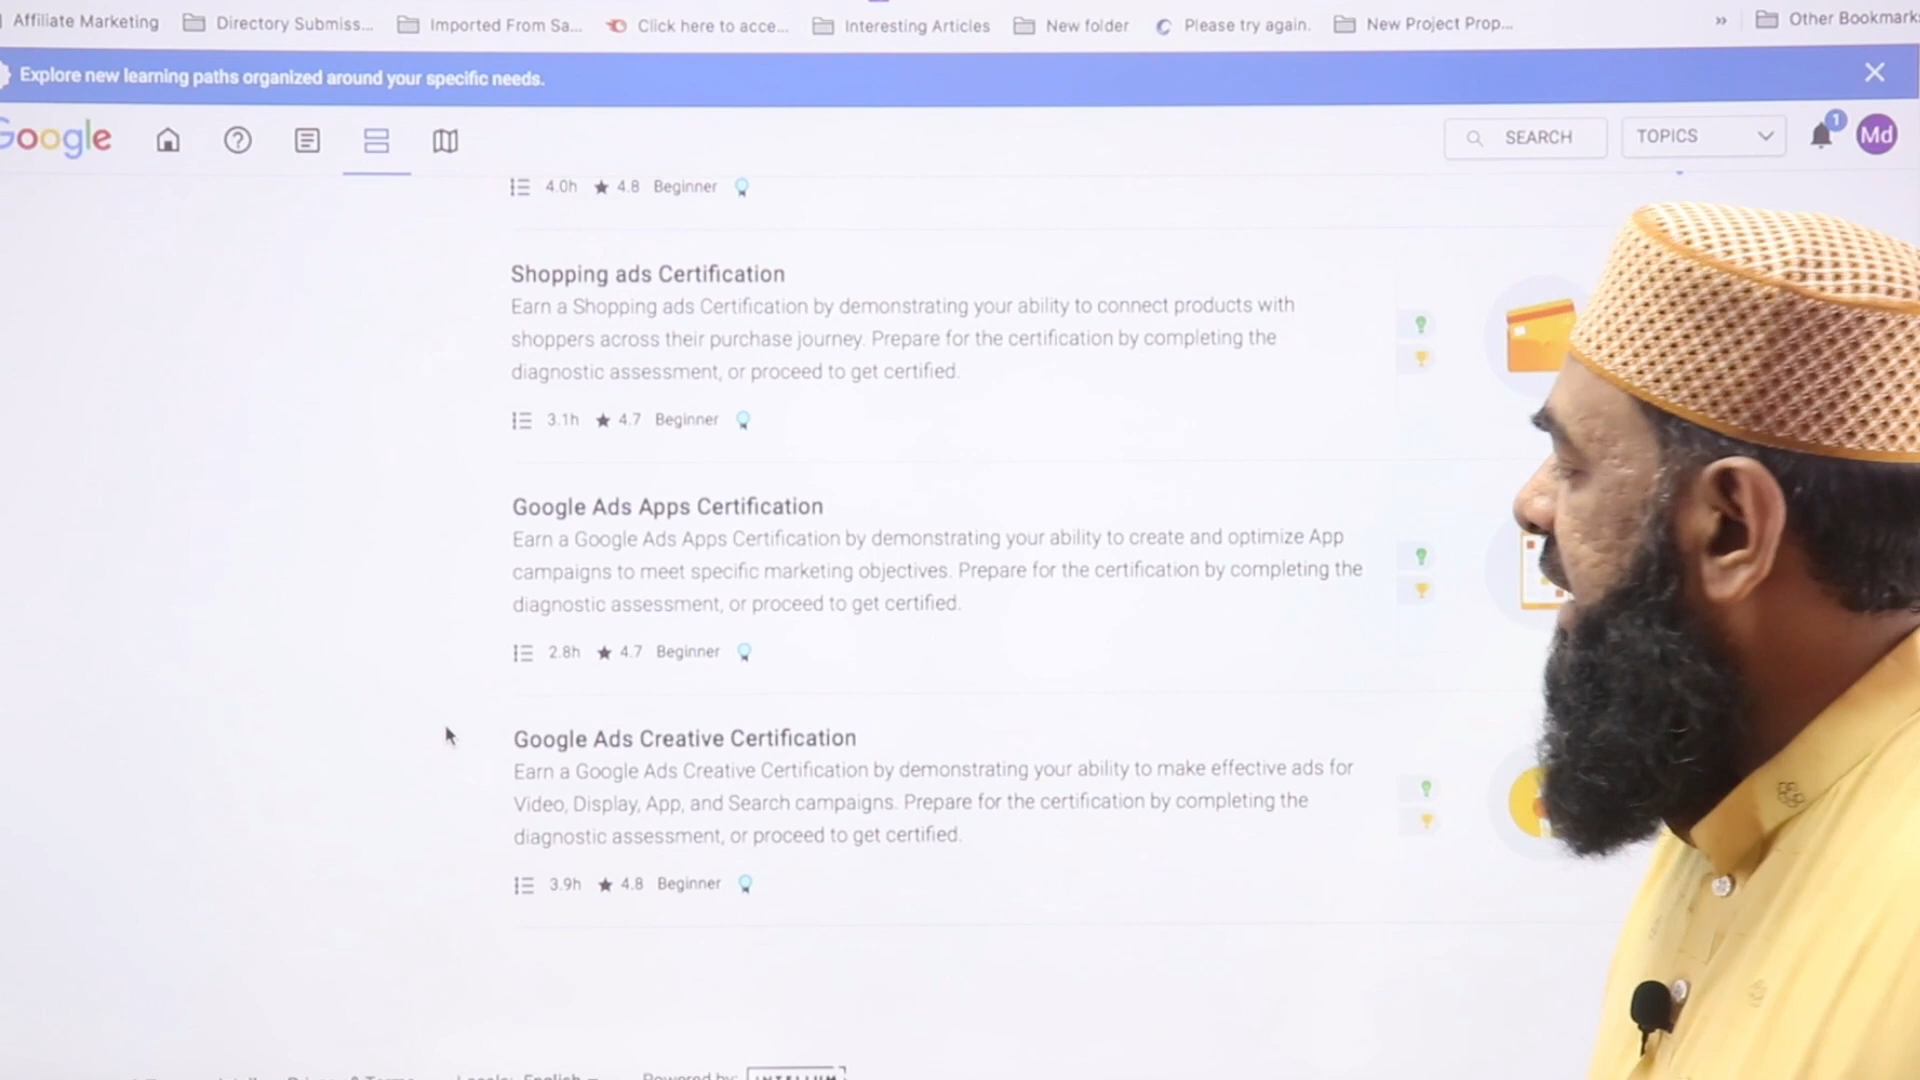 Affiliate Marketing
Directory Submiss...
Imported From Sa...
Click here to acce...
Interesting Articles
New folder
Please try again.
New Project Prop...
»
Other Bookmark
Explore new learning paths organized around your specific needs.
Google
SEARCH
TOPICS
1
Md
4.0h ★ 4.8 Beginner
Shopping ads Certification
Earn a Shopping ads Certification by demonstrating your ability to connect products with
shoppers across their purchase journey. Prepare for the certification by completing the
diagnostic assessment, or proceed to get certified.
3.1h ★ 4.7 Beginner
Google Ads Apps Certification
Earn a Google Ads Apps Certification by demonstrating your ability to create and optimize App
campaigns to meet specific marketing objectives. Prepare for the certification by completing the
diagnostic assessment, or proceed to get certified.
2.8h ★ 4.7 Beginner
Google Ads Creative Certification
Earn a Google Ads Creative Certification by demonstrating your ability to make effective ads for
Video, Display, App, and Search campaigns. Prepare for the certification by completing the
diagnostic assessment, or proceed to get certified.
3.9h ★ 4.8 Beginner
English
Powered by: